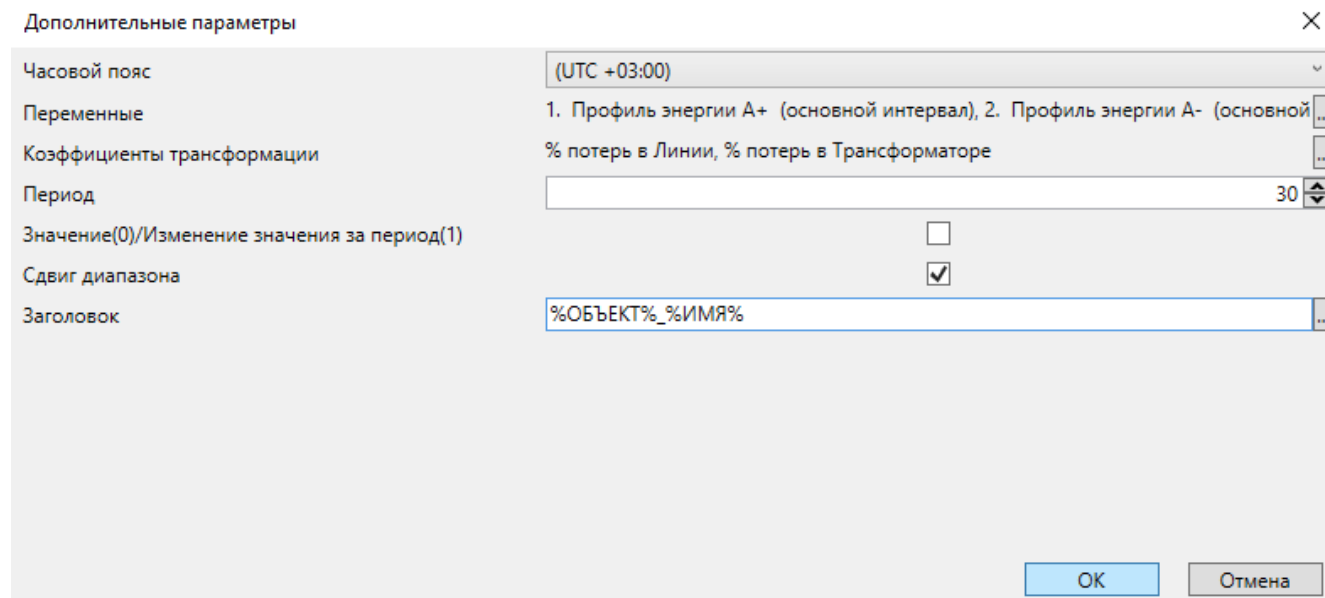 Дополнительные параметры
Часовой пояс (UTC +03:00)
Переменные 1. Профиль энергии A+ (основной интервал), 2. Профиль энергии A- (основной ...
Коэффициенты трансформации % потерь в Линии, % потерь в Трансформаторе ...
Период 30
Значение(0)/Изменение значения за период(1)
Сдвиг диапазона
Заголовок %ОБЪЕКТ%_%ИМЯ% ...
OK Отмена